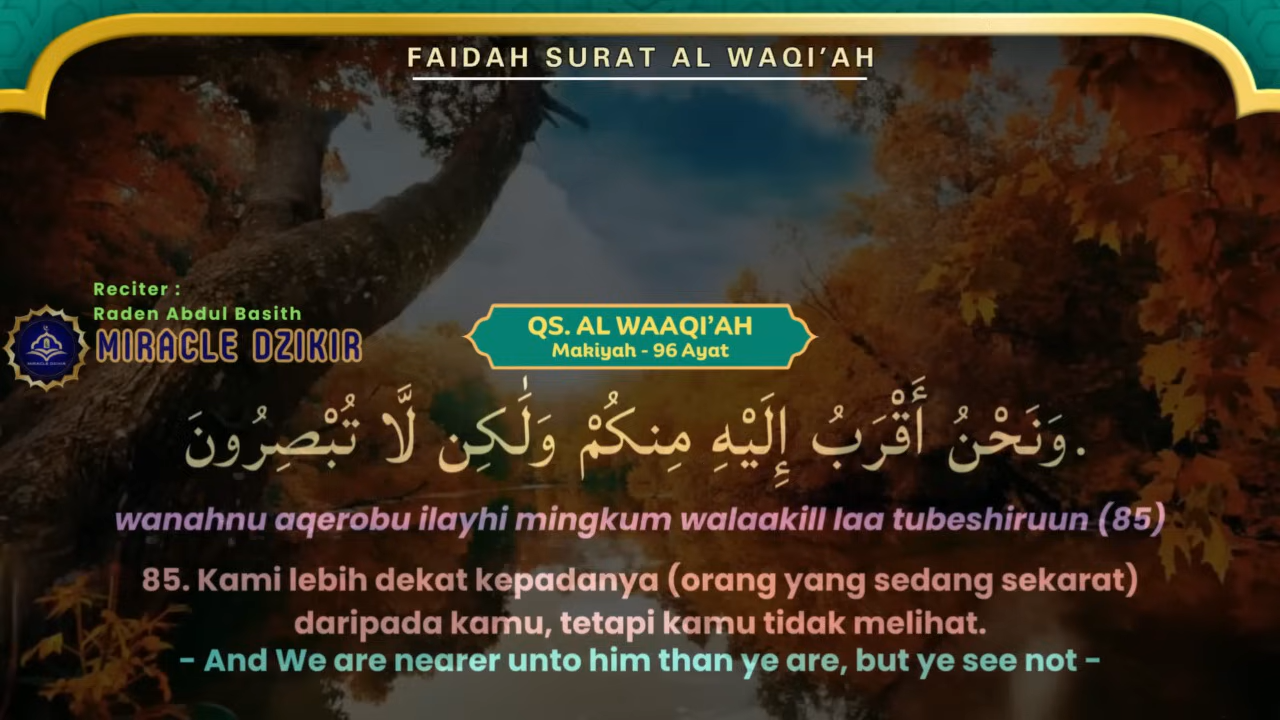 FAIDAH SURAT AL WAQI’AH
Reciter :
Raden Abdul Basith
MIRACLE DZIKIR
MIRACLE DZIKIR
QS. AL WAAQI’AH
Makiyah - 96 Ayat
وَنَحْنُ أَقْرَبُ إِلَيْهِ مِنكُمْ وَلَٰكِن لَّا تُبْصِرُونَ.
wanahnu aqerobu ilayhi mingkum walaakill laa tubeshiruun (85)
85. Kami lebih dekat kepadanya (orang yang sedang sekarat)
daripada kamu, tetapi kamu tidak melihat.
- And We are nearer unto him than ye are, but ye see not -